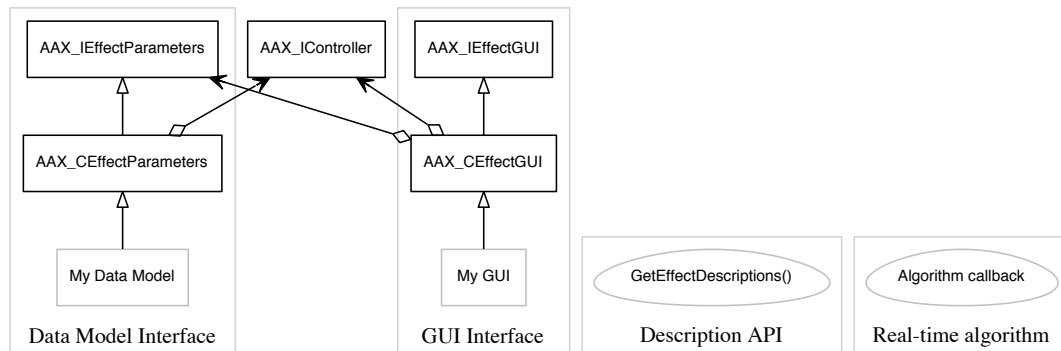 AAX_IEffectParameters
AAX_IController
AAX_IEffectGUI
AAX_CEffectParameters
AAX_CEffectGUI
My Data Model
My GUI
GetEffectDescriptions()
Algorithm callback
Data Model Interface
GUI Interface
Description API
Real-time algorithm